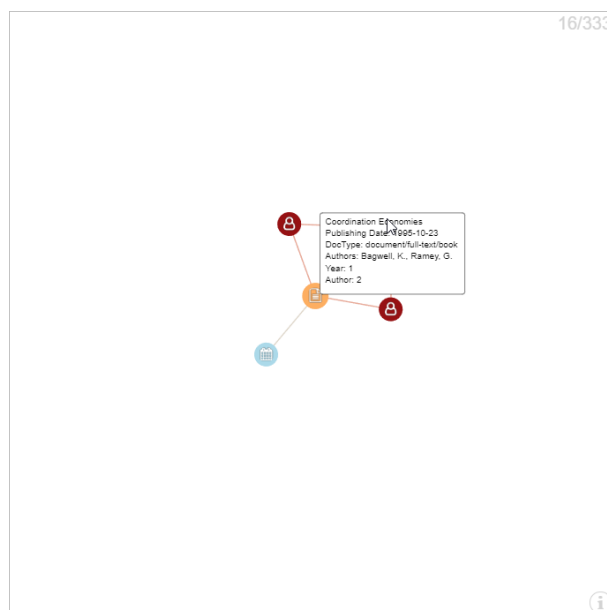 16/333
Coordination Economies
Publishing Date: 1995-10-23
DocType: document/full-text/book
Authors: Bagwell, K., Ramey, G.
Year: 1
Author: 2